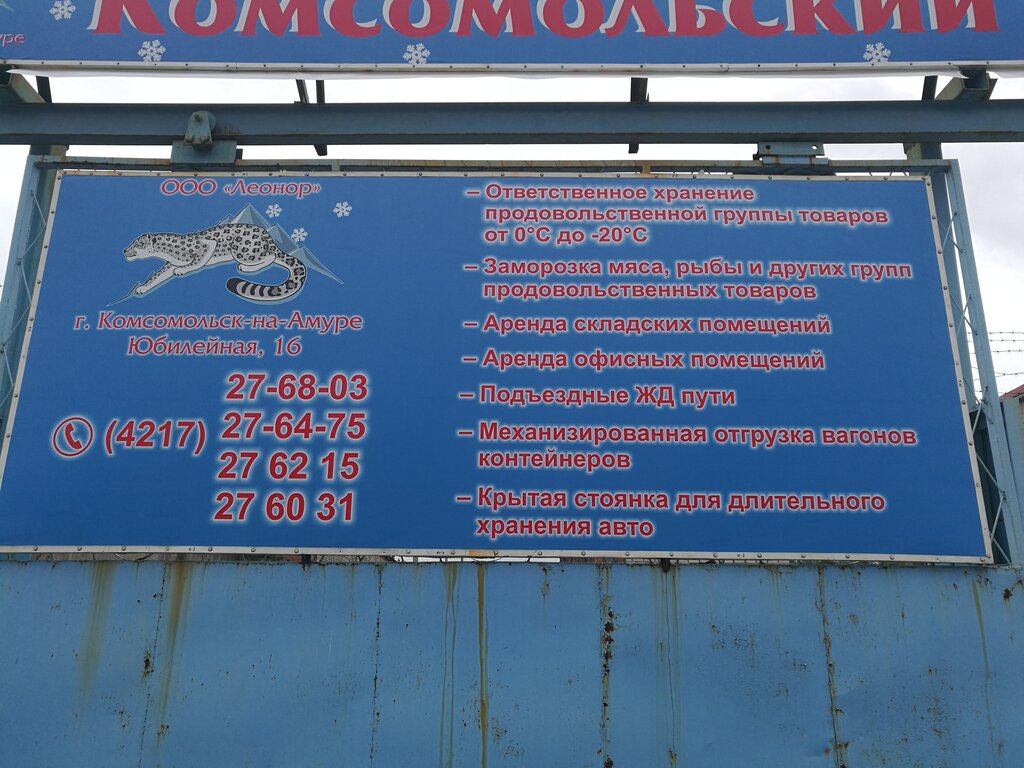 Комсомольский
ООО «Леонор»
г. Комсомольск-на-Амуре
Юбилейная, 16
(4217)
27-68-03
27-64-75
27 62 15
27 60 31
– Ответственное хранение
продовольственной группы товаров
от 0°С до -20°С
– Заморозка мяса, рыбы и других групп
продовольственных товаров
– Аренда складских помещений
– Аренда офисных помещений
– Подъездные ЖД пути
– Механизированная отгрузка вагонов
контейнеров
– Крытая стоянка для длительного
хранения авто